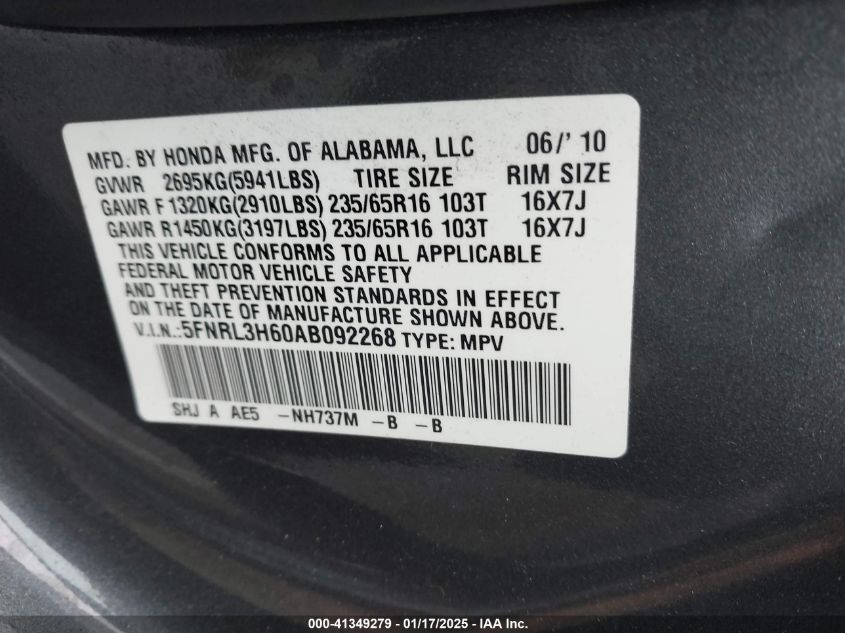 MFD. BY HONDA MFG. OF ALABAMA, LLC 06/' 10
GVWR 2695KG(5941LBS) TIRE SIZE RIM SIZE
GAWR F 1320KG(2910LBS) 235/65R16 103T 16X7J
GAWR R1450KG(3197LBS) 235/65R16 103T 16X7J
THIS VEHICLE CONFORMS TO ALL APPLICABLE
FEDERAL MOTOR VEHICLE SAFETY
AND THEFT PREVENTION STANDARDS IN EFFECT
ON THE DATE OF MANUFACTURE SHOWN ABOVE.
V.I.N.:5FNRL3H60AB092268 TYPE: MPV
SHJ A AE5 -NH737M -B -B
000-41349279 - 01/17/2025 - IAA Inc.